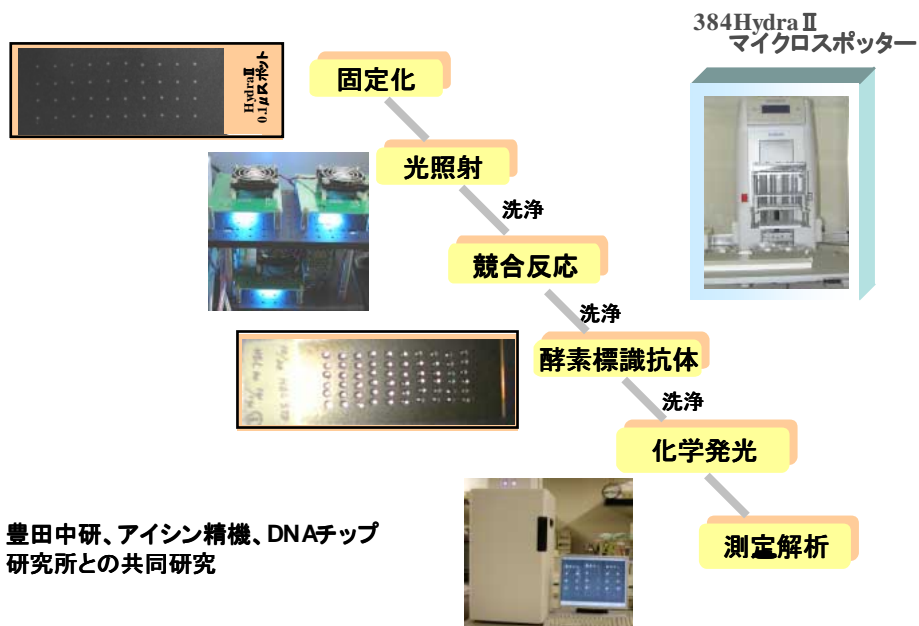 384HydraⅡ
マイクロスポッター
HydraⅡ
0.1μℓスポット
固定化
光照射
洗浄
競合反応
洗浄
酵素標識抗体
洗浄
化学発光
測定解析
豊田中研、アイシン精機、DNAチップ
研究所との共同研究